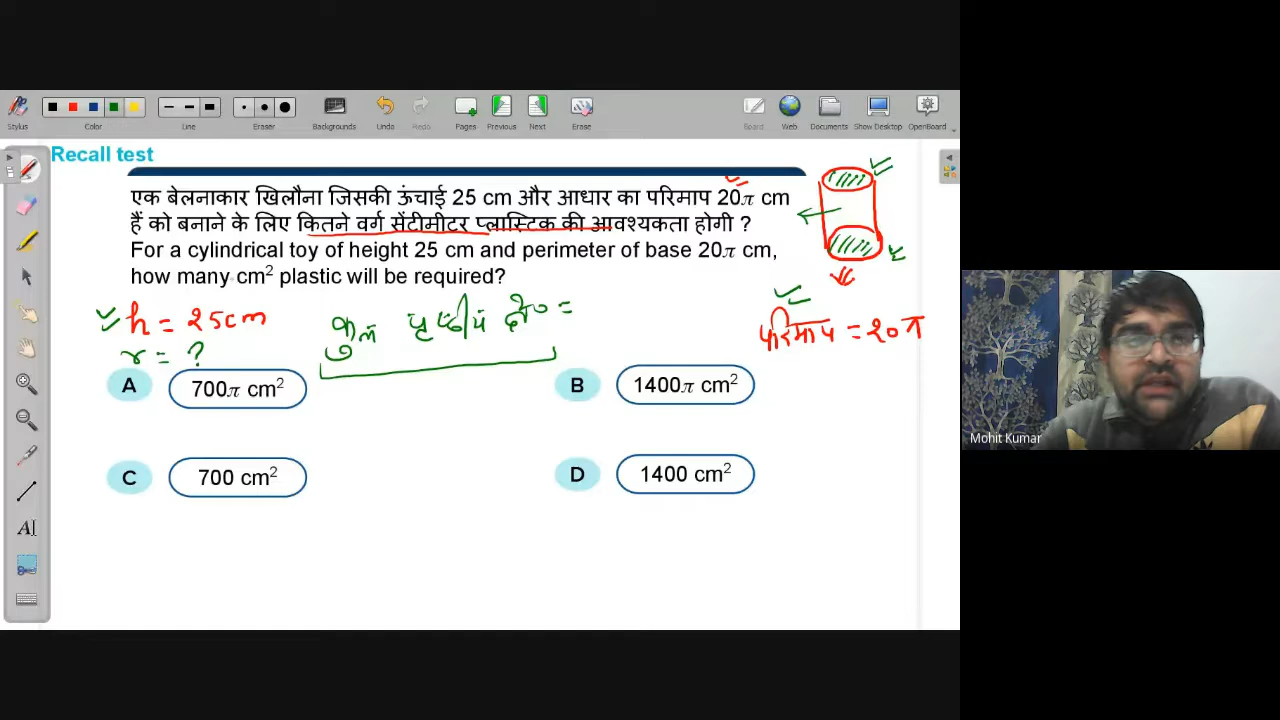 Color
Line
Eraser
Stylus
Backgrounds
Undo
Redo
Pages
Previous
Next
Erase
Board
Web
Documents
Show Desktop
OpenBoard
Recall test
एक बेलनाकार खिलौना जिसकी ऊंचाई 25 cm और आधार का परिमाप 20π cm
हैं को बनाने के लिए कितने वर्ग सेंटीमीटर प्लास्टिक की आवश्यकता होगी ?
For a cylindrical toy of height 25 cm and perimeter of base 20π cm,
how many cm² plastic will be required?
h = 25cm
r = ?
कुल पृष्ठीय क्षे० =
परिमाप = 20π
A 700π cm²
B 1400π cm²
C 700 cm²
D 1400 cm²
Mohit Kumar